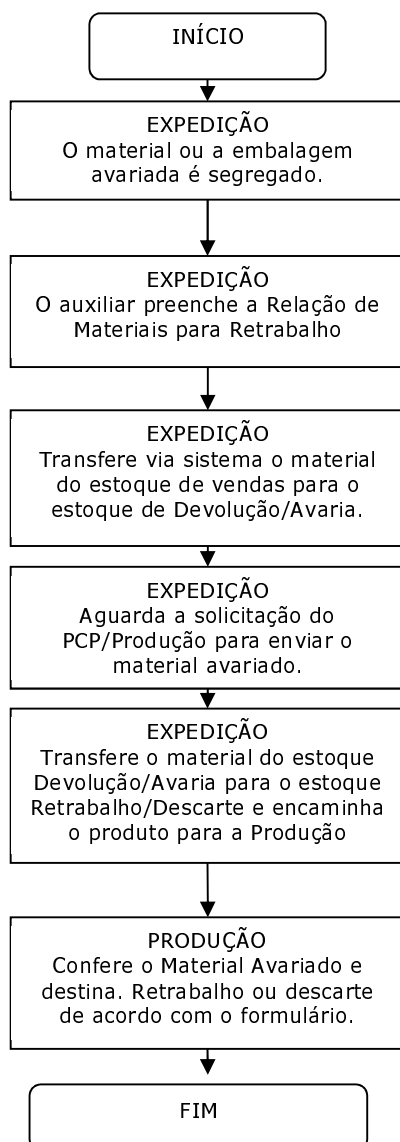 INÍCIO
EXPEDIÇÃO
O material ou a embalagem
avariada é segregado.
EXPEDIÇÃO
O auxiliar preenche a Relação de
Materiais para Retrabalho
EXPEDIÇÃO
Transfere via sistema o material
do estoque de vendas para o
estoque de Devolução/Avaria.
EXPEDIÇÃO
Aguarda a solicitação do
PCP/Produção para enviar o
material avariado.
EXPEDIÇÃO
Transfere o material do estoque
Devolução/Avaria para o estoque
Retrabalho/Descarte e encaminha
o produto para a Produção
PRODUÇÃO
Confere o Material Avariado e
destina. Retrabalho ou descarte
de acordo com o formulário.
FIM